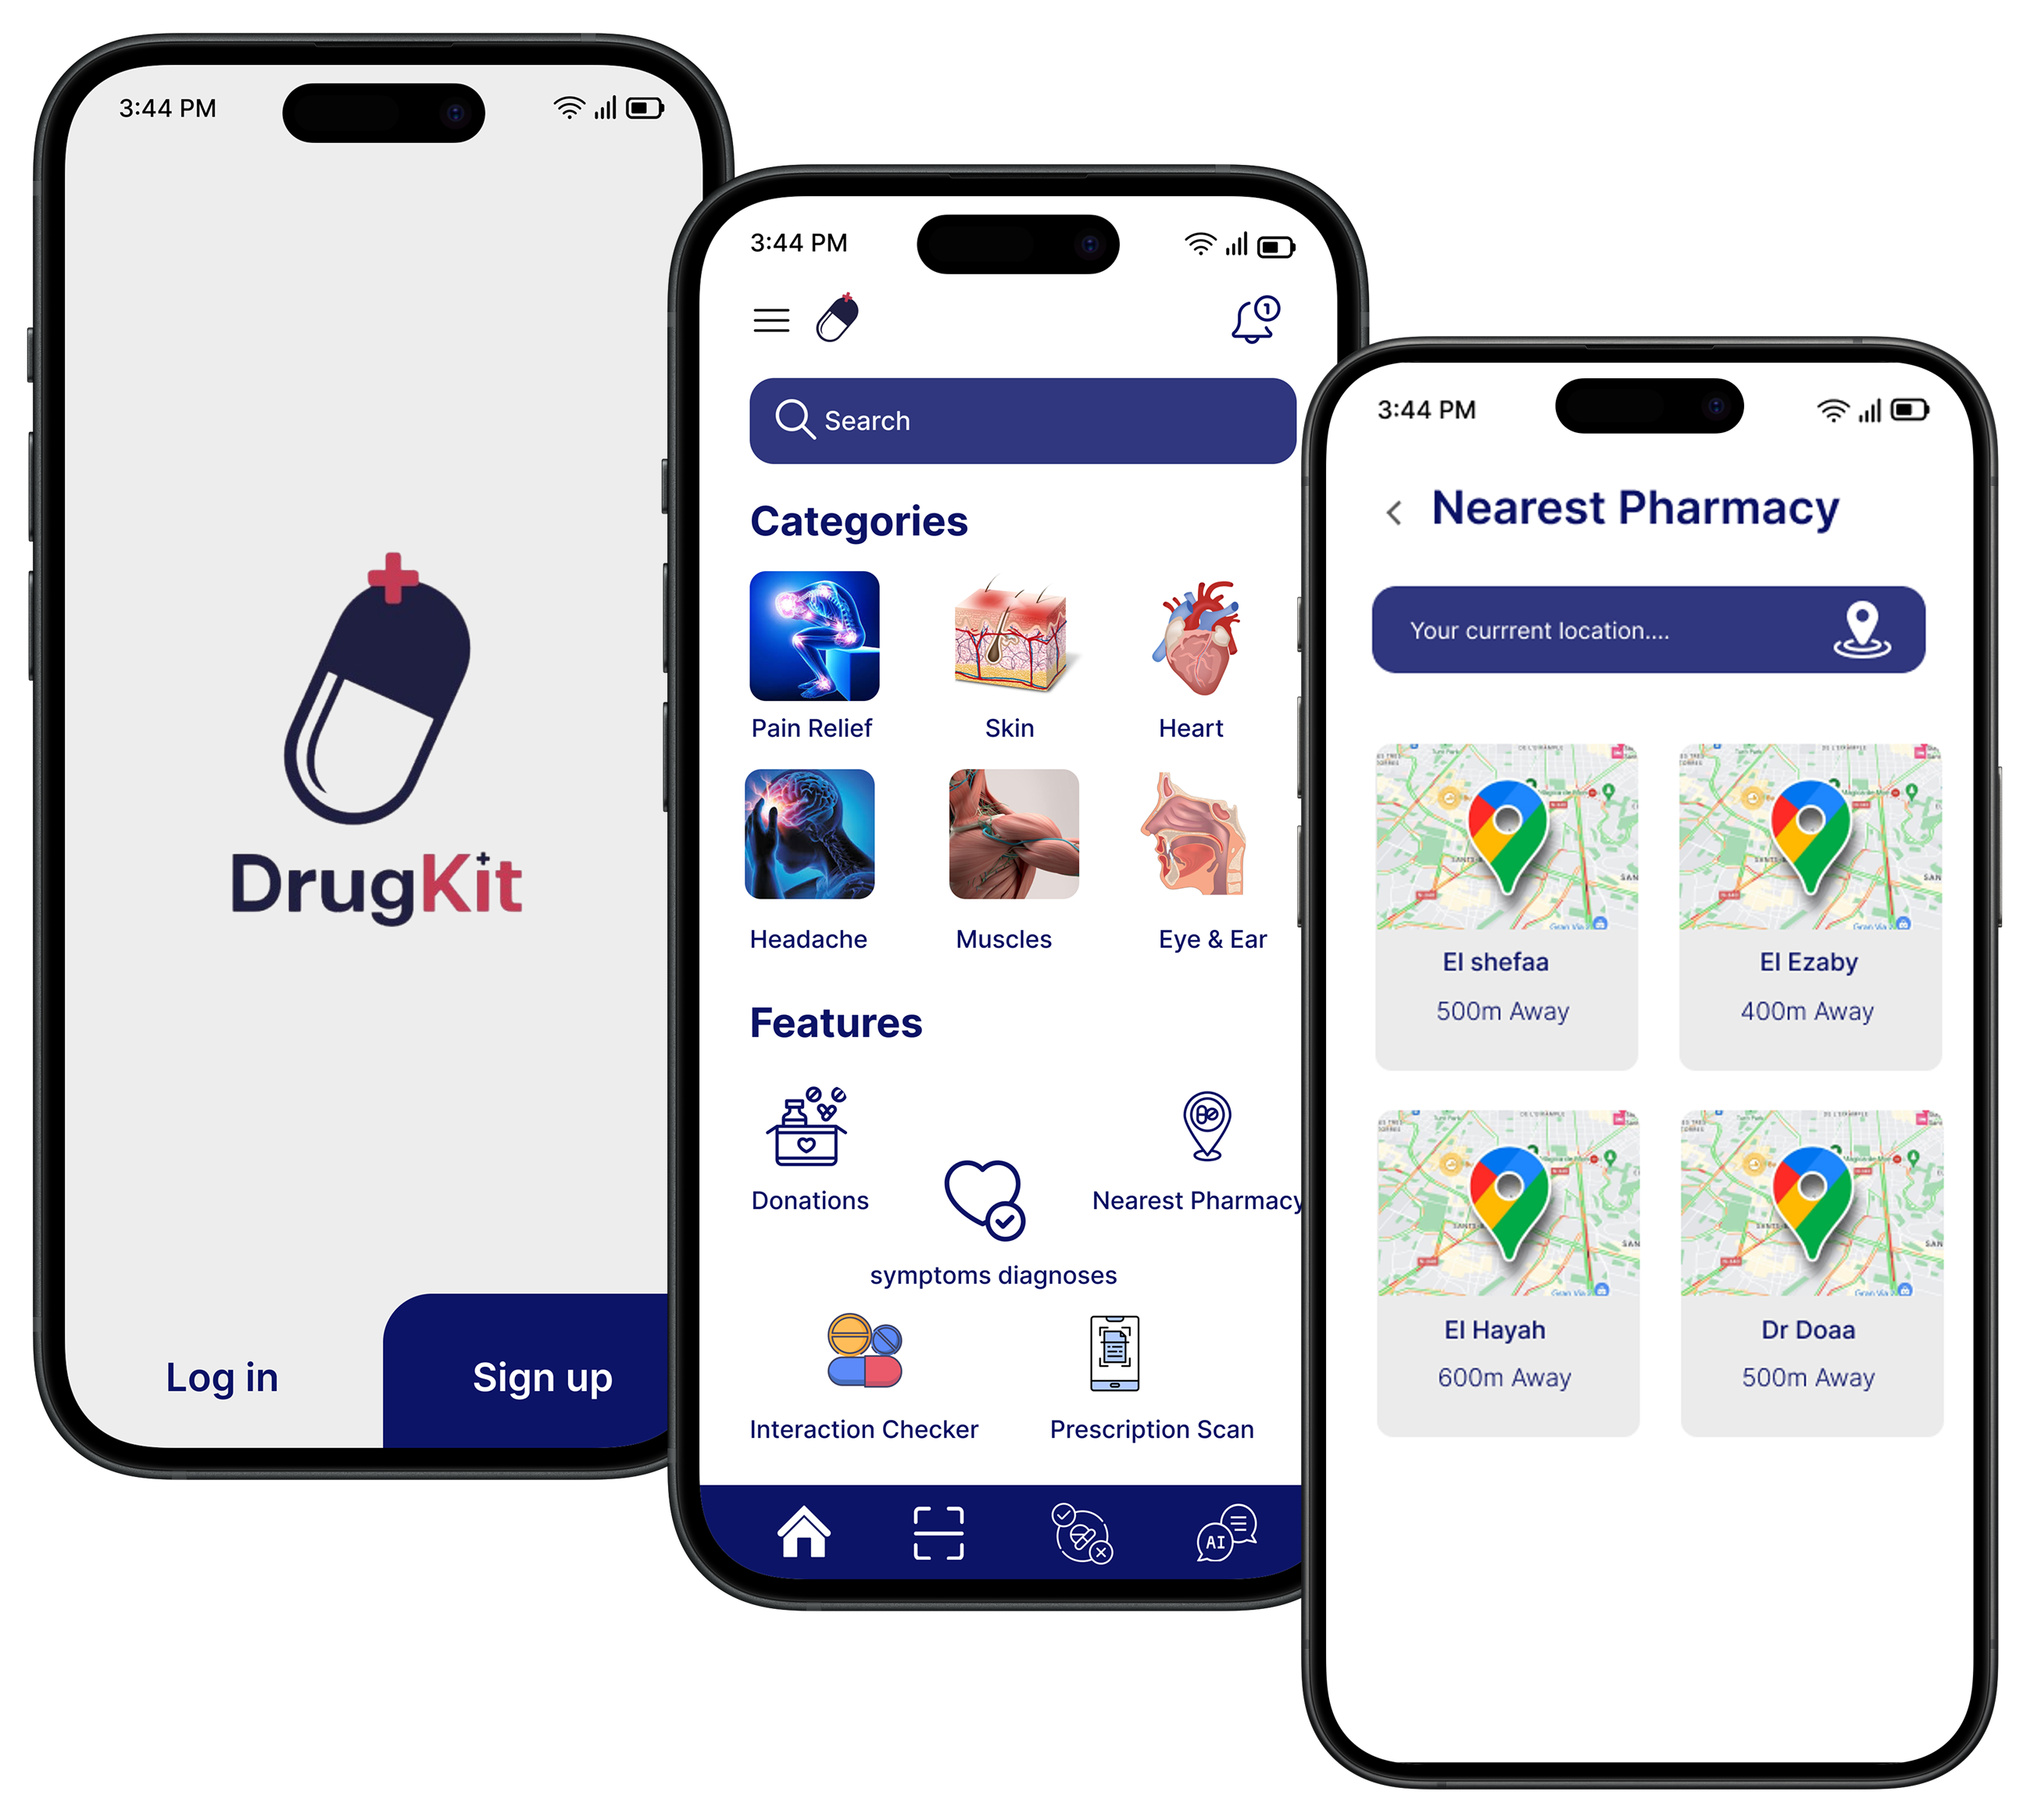 3:44 PM
DrugKit
Log in
Sign up
3:44 PM
1
Search
Categories
Pain Relief
Skin
Heart
Headache
Muscles
Eye & Ear
Features
Donations
Nearest Pharmacy
symptoms diagnoses
Interaction Checker
Prescription Scan
AI
3:44 PM
Nearest Pharmacy
Your currrent location....
El shefaa
El Ezaby
500m Away
400m Away
El Hayah
Dr Doaa
600m Away
500m Away